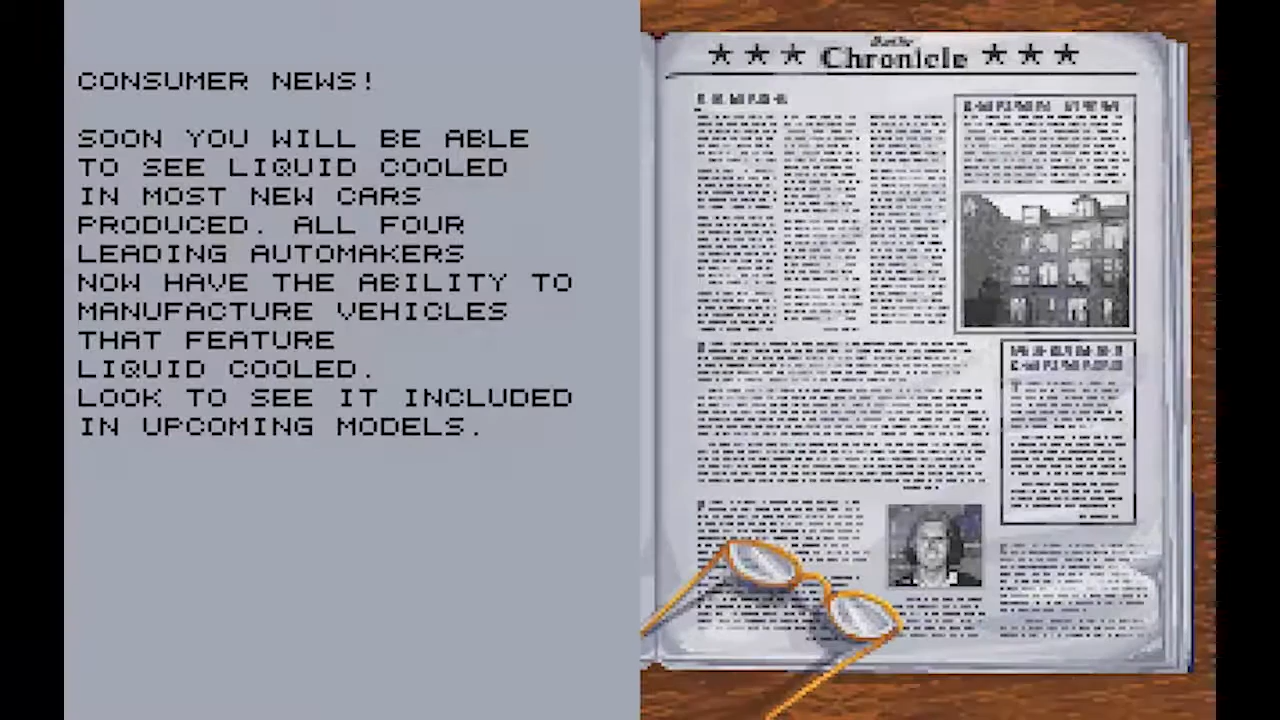 CONSUMER NEWS!
SOON YOU WILL BE ABLE
TO SEE LIQUID COOLED
IN MOST NEW CARS
PRODUCED. ALL FOUR
LEADING AUTOMAKERS
NOW HAVE THE ABILITY TO
MANUFACTURE VEHICLES
THAT FEATURE
LIQUID COOLED.
LOOK TO SEE IT INCLUDED
IN UPCOMING MODELS.
Chronicle